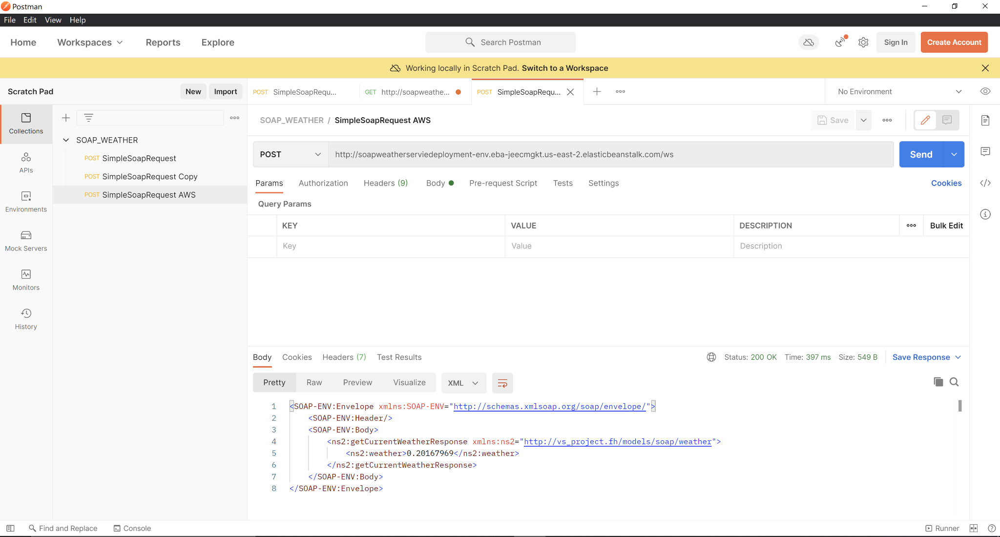 Postman
File Edit View Help
Home Workspaces Reports Explore Search Postman Sign In Create Account
Working locally in Scratch Pad. Switch to a Workspace
Scratch Pad New Import POST SimpleSoapRequ... GET http://soapweathe... POST SimpleSoapRequ... No Environment
Collections
APIs
Environments
Mock Servers
Monitors
History
SOAP_WEATHER
POST SimpleSoapRequest
POST SimpleSoapRequest Copy
POST SimpleSoapRequest AWS
SOAP_WEATHER / SimpleSoapRequest AWS Save
POST http://soapweatherserviedeployment-env.eba-jeecmgkt.us-east-2.elasticbeanstalk.com/ws Send
Params Authorization Headers (9) Body Pre-request Script Tests Settings Cookies
Query Params
KEY VALUE DESCRIPTION Bulk Edit
Key Value Description
Body Cookies Headers (7) Test Results Status: 200 OK Time: 397 ms Size: 549 B Save Response
Pretty Raw Preview Visualize XML
1 <SOAP-ENV:Envelope xmlns:SOAP-ENV="http://schemas.xmlsoap.org/soap/envelope/">
2 <SOAP-ENV:Header/>
3 <SOAP-ENV:Body>
4 <ns2:getCurrentWeatherResponse xmlns:ns2="http://vs_project.fh/models/soap/weather">
5 <ns2:weather>0.20167969</ns2:weather>
6 </ns2:getCurrentWeatherResponse>
7 </SOAP-ENV:Body>
8 </SOAP-ENV:Envelope>
Find and Replace Console Runner